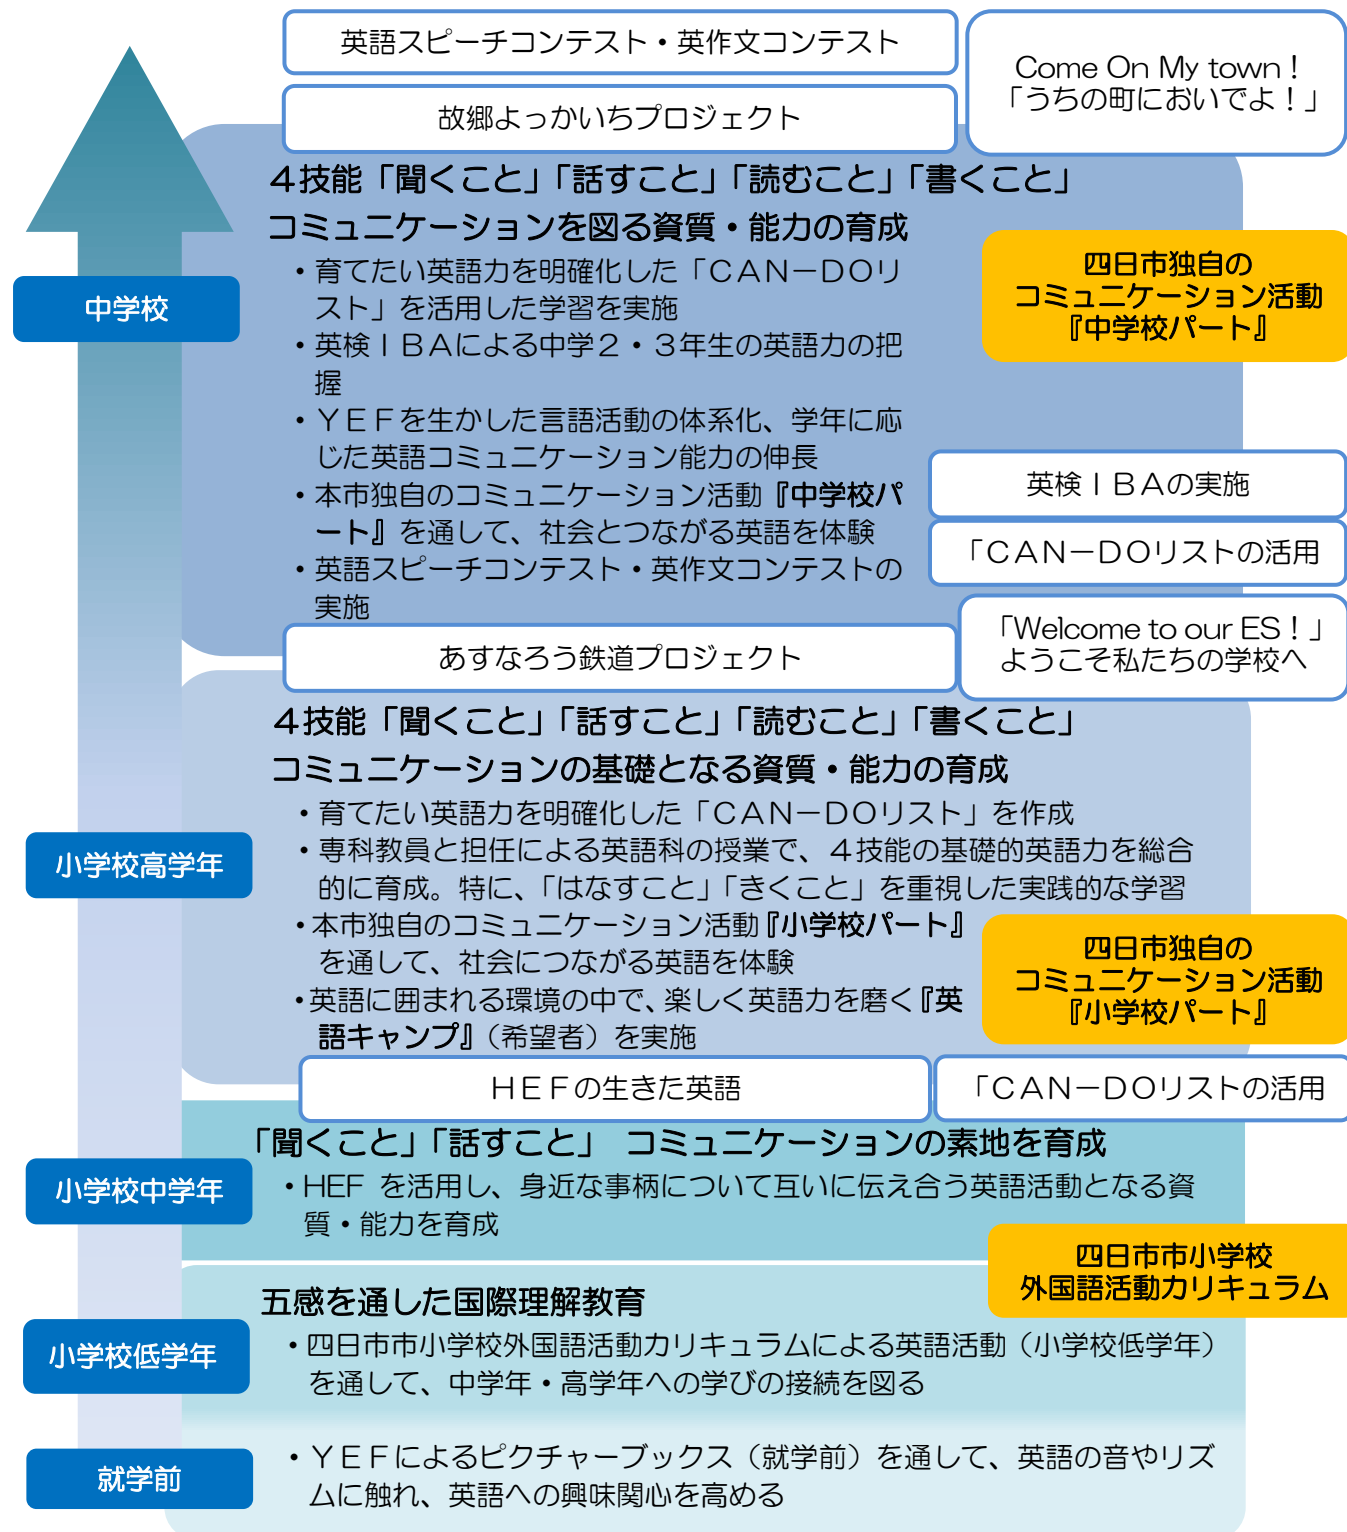 英語スピーチコンテスト・英作文コンテスト
Come On My town！
「うちの町においでよ！」
故郷よっかいちプロジェクト
４技能「聞くこと」「話すこと」「読むこと」「書くこと」
コミュニケーションを図る資質・能力の育成
・育てたい英語力を明確化した「ＣＡＮ－ＤＯリ
スト」を活用した学習を実施
・英検ＩＢＡによる中学２・３年生の英語力の把
握
・ＹＥＦを生かした言語活動の体系化、学年に応
じた英語コミュニケーション能力の伸長
・本市独自のコミュニケーション活動『中学校パ
ート』を通して、社会とつながる英語を体験
・英語スピーチコンテスト・英作文コンテストの
実施
中学校
四日市独自の
コミュニケーション活動
『中学校パート』
英検ＩＢＡの実施
「ＣＡＮ－ＤＯリストの活用
あすなろう鉄道プロジェクト
「Welcome to our ES！」
ようこそ私たちの学校へ
４技能「聞くこと」「話すこと」「読むこと」「書くこと」
コミュニケーションの基礎となる資質・能力の育成
・育てたい英語力を明確化した「ＣＡＮ－ＤＯリスト」を作成
・専科教員と担任による英語科の授業で、４技能の基礎的英語力を総合
的に育成。特に、「はなすこと」「きくこと」を重視した実践的な学習
・本市独自のコミュニケーション活動『小学校パート』
を通して、社会につながる英語を体験
・英語に囲まれる環境の中で、楽しく英語力を磨く『英
語キャンプ』（希望者）を実施
小学校高学年
四日市独自の
コミュニケーション活動
『小学校パート』
ＨＥＦの生きた英語
「ＣＡＮ－ＤＯリストの活用
「聞くこと」「話すこと」　コミュニケーションの素地を育成
・HEF を活用し、身近な事柄について互いに伝え合う英語活動となる資
質・能力を育成
小学校中学年
四日市市小学校
外国語活動カリキュラム
五感を通した国際理解教育
・四日市市小学校外国語活動カリキュラムによる英語活動（小学校低学年）
を通して、中学年・高学年への学びの接続を図る
小学校低学年
・ＹＥＦによるピクチャーブックス（就学前）を通して、英語の音やリズ
ムに触れ、英語への興味関心を高める
就学前